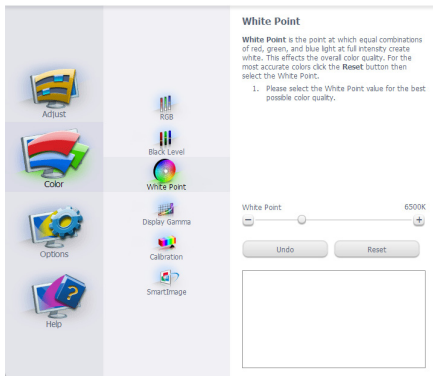 Adjust
Color
Options
Help
RGB
Black Level
White Point
Display Gamma
Calibration
SmartImage
White Point
White Point is the point at which equal combinations
of red, green, and blue light at full intensity create
white. This effects the overall color quality. For the
most accurate colors click the Reset button then
select the White Point.
1. Please select the White Point value for the best
possible color quality.
White Point 6500K
Undo Reset